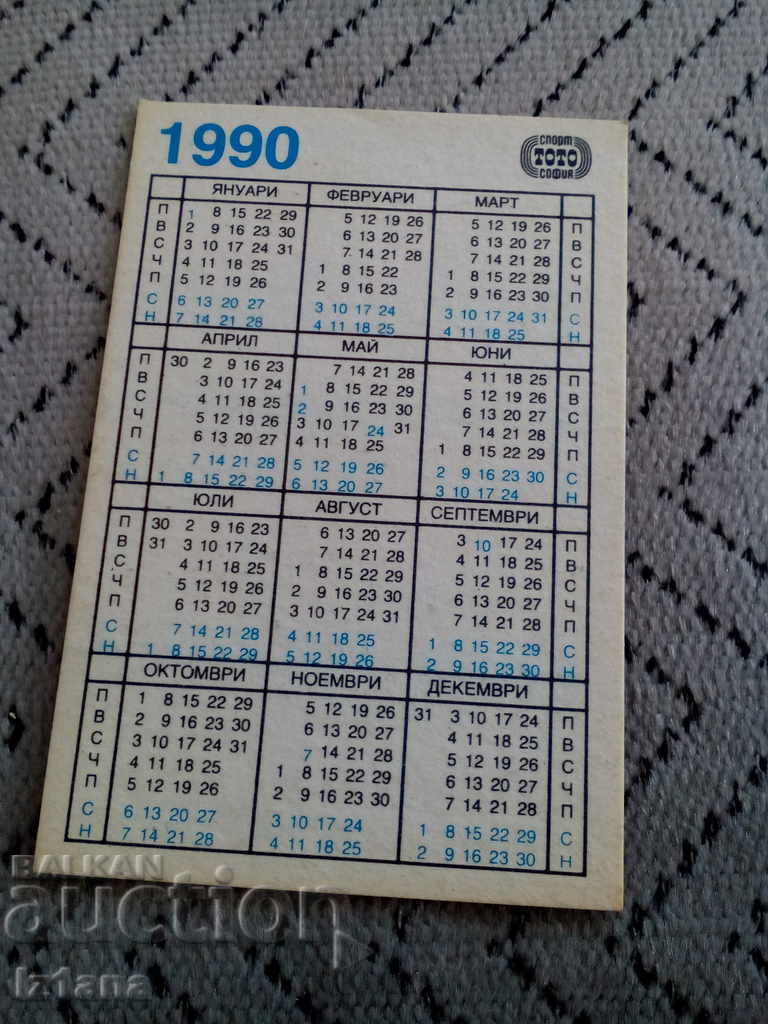 1990
СПОРТ
ТОТО
СОФИЯ
ЯНУАРИ ФЕВРУАРИ МАРТ
П 1 8 15 22 29 5 12 19 26 5 12 19 26 П
В 2 9 16 23 30 6 13 20 27 6 13 20 27 В
С 3 10 17 24 31 7 14 21 28 7 14 21 28 С
Ч 4 11 18 25 1 8 15 22 1 8 15 22 29 Ч
П 5 12 19 26 2 9 16 23 2 9 16 23 30 П
С 6 13 20 27 3 10 17 24 3 10 17 24 31 С
Н 7 14 21 28 4 11 18 25 4 11 18 25 Н
АПРИЛ МАЙ ЮНИ
П 30 2 9 16 23 7 14 21 28 4 11 18 25 П
В 3 10 17 24 1 8 15 22 29 5 12 19 26 В
С 4 11 18 25 2 9 16 23 30 6 13 20 27 С
Ч 5 12 19 26 3 10 17 24 31 7 14 21 28 Ч
П 6 13 20 27 4 11 18 25 1 8 15 22 29 П
С 7 14 21 28 5 12 19 26 2 9 16 23 30 С
Н 1 8 15 22 29 6 13 20 27 3 10 17 24 Н
ЮЛИ АВГУСТ СЕПТЕМВРИ
П 30 2 9 16 23 6 13 20 27 3 10 17 24 П
В 31 3 10 17 24 7 14 21 28 4 11 18 25 В
С 4 11 18 25 1 8 15 22 29 5 12 19 26 С
Ч 5 12 19 26 2 9 16 23 30 6 13 20 27 Ч
П 6 13 20 27 3 10 17 24 31 7 14 21 28 П
С 7 14 21 28 4 11 18 25 1 8 15 22 29 С
Н 1 8 15 22 29 5 12 19 26 2 9 16 23 30 Н
ОКТОМВРИ НОЕМВРИ ДЕКЕМВРИ
П 1 8 15 22 29 5 12 19 26 31 3 10 17 24 П
В 2 9 16 23 30 6 13 20 27 4 11 18 25 В
С 3 10 17 24 31 7 14 21 28 5 12 19 26 С
Ч 4 11 18 25 1 8 15 22 29 6 13 20 27 Ч
П 5 12 19 26 2 9 16 23 30 7 14 21 28 П
С 6 13 20 27 3 10 17 24 1 8 15 22 29 С
Н 7 14 21 28 4 11 18 25 2 9 16 23 30 Н
BALKAN
auction
Iz1ana